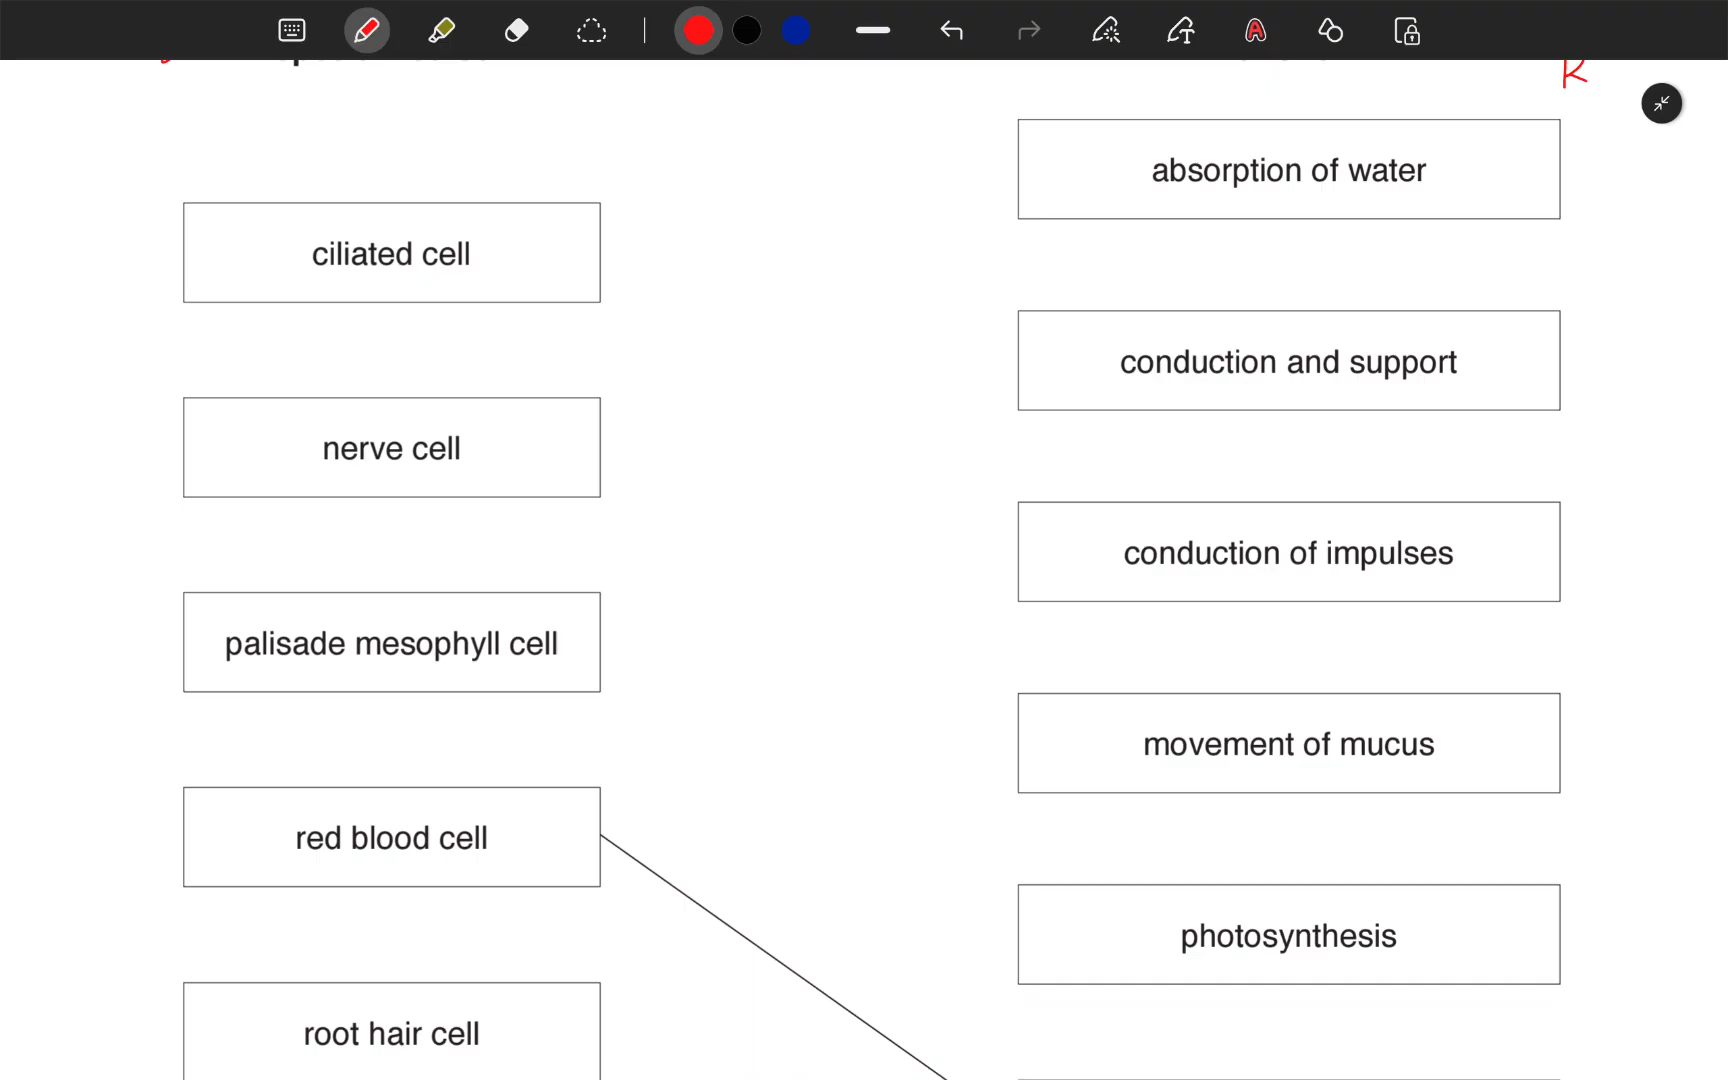 R
absorption of water
ciliated cell
conduction and support
nerve cell
conduction of impulses
palisade mesophyll cell
movement of mucus
red blood cell
photosynthesis
root hair cell